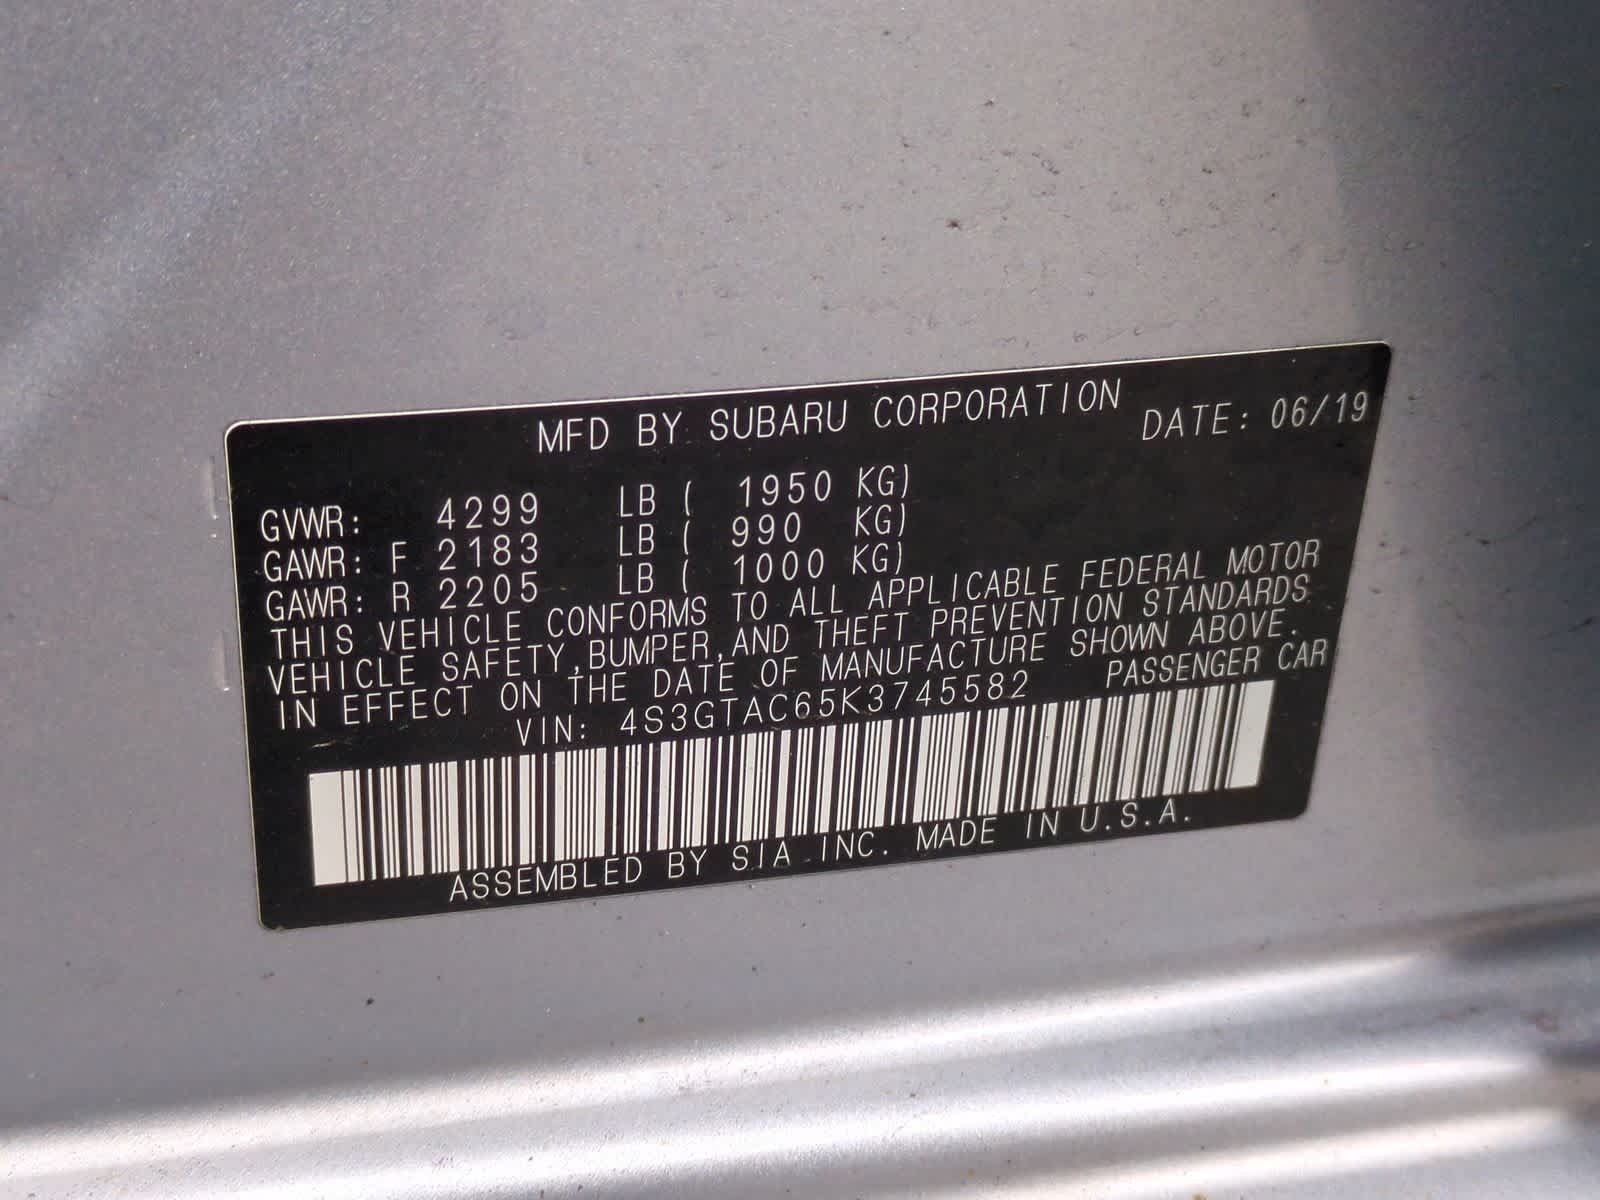 MFD BY SUBARU CORPORATION DATE: 06/19
GVWR: 4299 LB ( 1950 KG)
GAWR: F 2183 LB ( 990 KG)
GAWR: R 2205 LB ( 1000 KG)
THIS VEHICLE CONFORMS TO ALL APPLICABLE FEDERAL MOTOR
VEHICLE SAFETY,BUMPER,AND THEFT PREVENTION STANDARDS
IN EFFECT ON THE DATE OF MANUFACTURE SHOWN ABOVE.
VIN: 4S3GTAC65K3745582 PASSENGER CAR
ASSEMBLED BY SIA INC. MADE IN U.S.A.